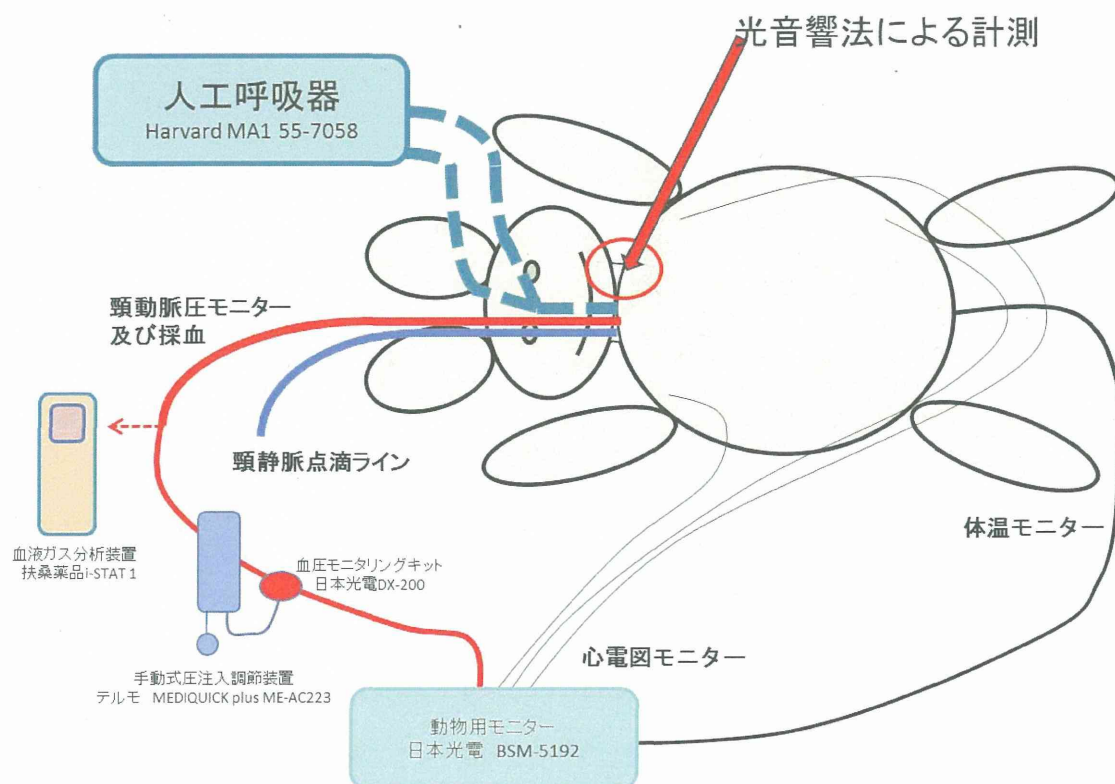 光音響法による計測
人工呼吸器
Harvard MA1 55-7058
頸動脈圧モニター
及び採血
頸静脈点滴ライン
血液ガス分析装置
扶桑薬品i-STAT 1
血圧モニタリングキット
日本光電DX-200
体温モニター
手動式圧注入調節装置
テルモ MEDIQUICK plus ME-AC223
心電図モニター
動物用モニター
日本光電 BSM-5192